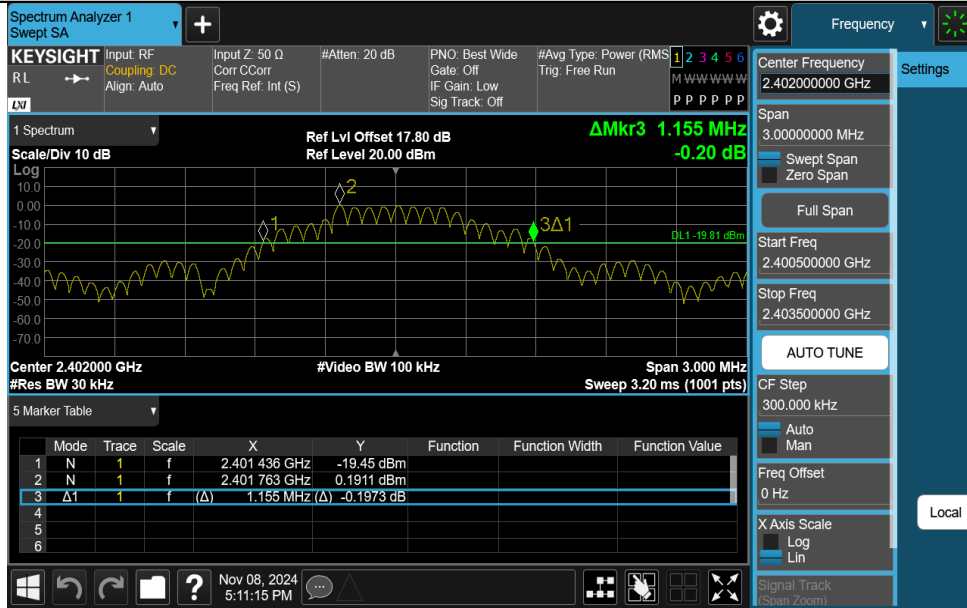 Spectrum Analyzer 1
Swept SA
+
Frequency
KEYSIGHT
RL
LXI
Input: RF
Coupling: DC
Align: Auto
Input Z: 50 Ω
Corr CCorr
Freq Ref: Int (S)
#Atten: 20 dB
PNO: Best Wide
Gate: Off
IF Gain: Low
Sig Track: Off
#Avg Type: Power (RMS
Trig: Free Run
1 2 3 4 5 6
M W W W W W
P P P P P P
1 Spectrum
Scale/Div 10 dB
Ref Lvl Offset 17.80 dB
Ref Level 20.00 dBm
ΔMkr3 1.155 MHz
-0.20 dB
Log
10.0
0.00
-10.0
-20.0
-30.0
-40.0
-50.0
-60.0
-70.0
1
2
3Δ1
DL1 -19.81 dBm
Center 2.402000 GHz
#Video BW 100 kHz
Span 3.000 MHz
#Res BW 30 kHz
Sweep 3.20 ms (1001 pts)
5 Marker Table
Mode Trace Scale X Y Function Function Width Function Value
1 N 1 f 2.401 436 GHz -19.45 dBm
2 N 1 f 2.401 763 GHz 0.1911 dBm
3 Δ1 1 f (Δ) 1.155 MHz (Δ) -0.1973 dB
4
5
6
Nov 08, 2024
5:11:15 PM
?
Center Frequency
2.402000000 GHz
Settings
Span
3.00000000 MHz
Swept Span
Zero Span
Full Span
Start Freq
2.400500000 GHz
Stop Freq
2.403500000 GHz
AUTO TUNE
CF Step
300.000 kHz
Auto
Man
Freq Offset
0 Hz
Local
X Axis Scale
Log
Lin
Signal Track
(Span Zoom)